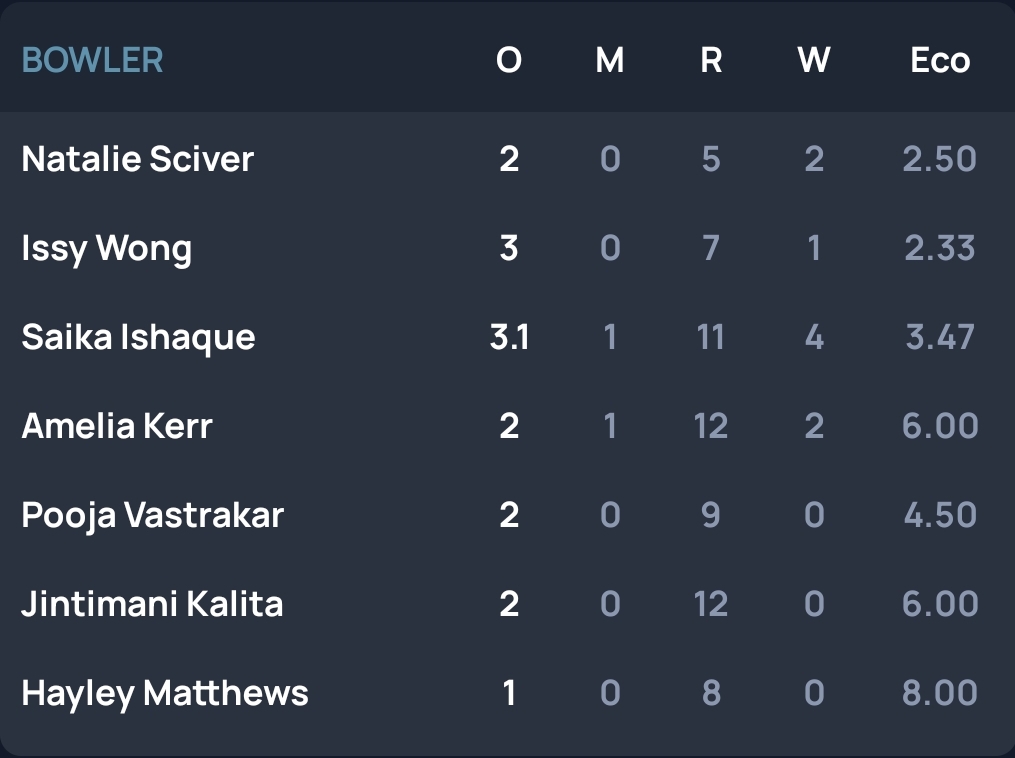 BOWLER O M R W Eco
Natalie Sciver 2 0 5 2 2.50
Issy Wong 3 0 7 1 2.33
Saika Ishaque 3.1 1 11 4 3.47
Amelia Kerr 2 1 12 2 6.00
Pooja Vastrakar 2 0 9 0 4.50
Jintimani Kalita 2 0 12 0 6.00
Hayley Matthews 1 0 8 0 8.00